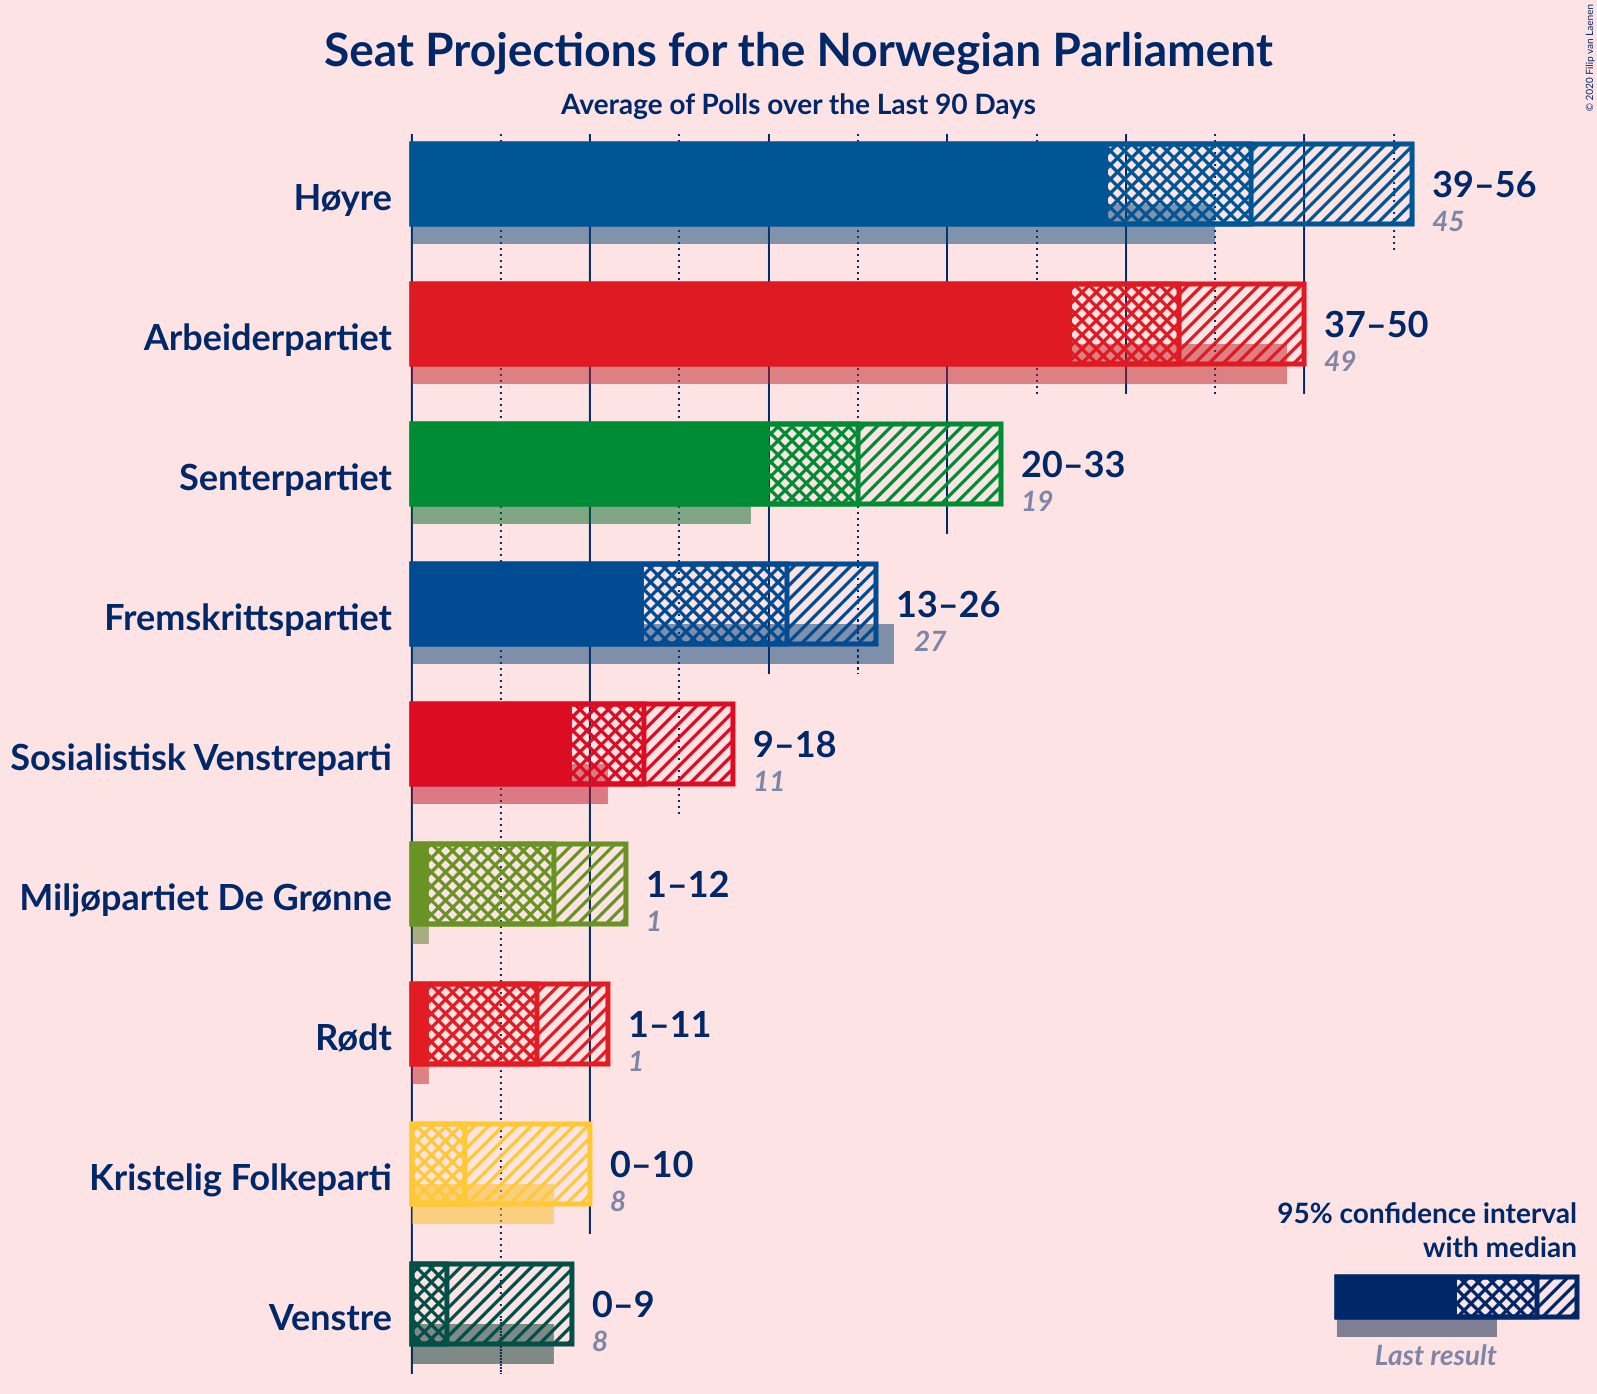 Seat Projections for the Norwegian Parliament
Average of Polls over the Last 90 Days
© 2020 Filip van Laenen
Høyre
39–56
45
Arbeiderpartiet
37–50
49
Senterpartiet
20–33
19
Fremskrittspartiet
13–26
27
Sosialistisk Venstreparti
9–18
11
Miljøpartiet De Grønne
1–12
1
Rødt
1–11
1
Kristelig Folkeparti
0–10
8
Venstre
0–9
8
95% confidence interval
with median
Last result